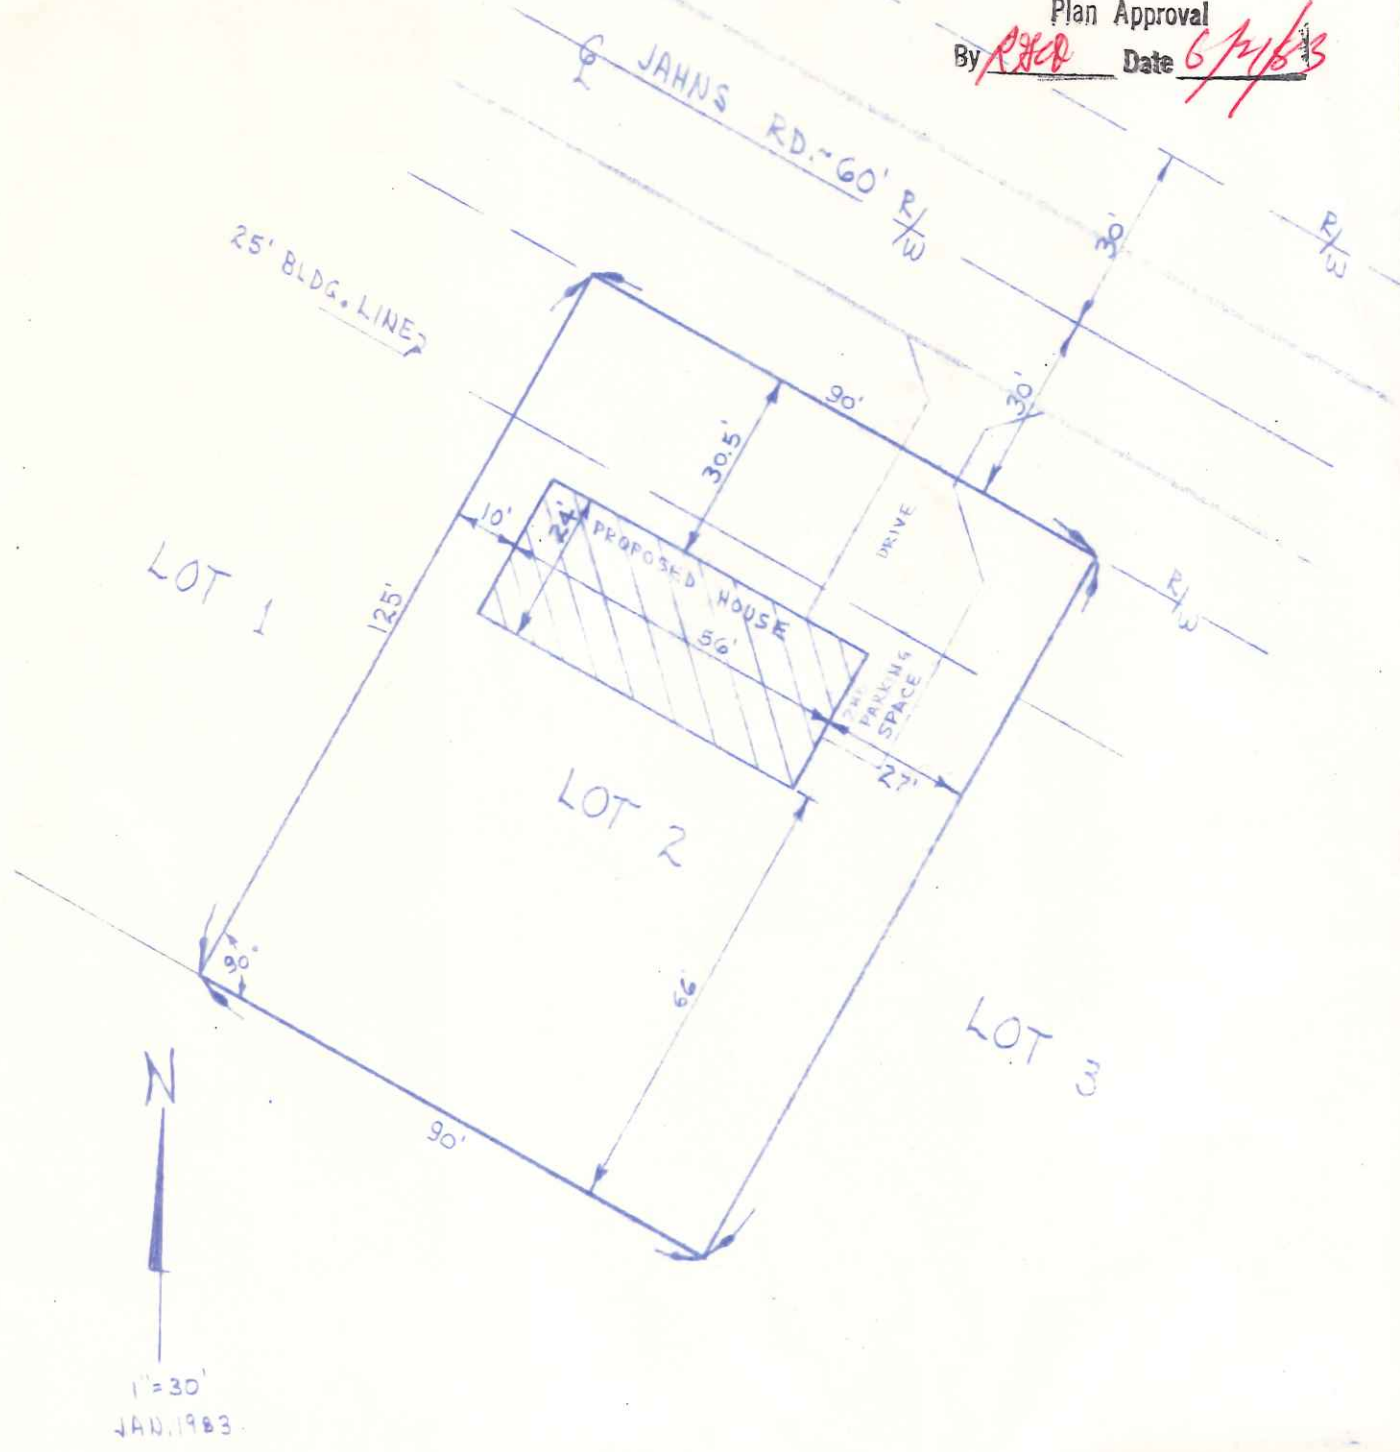 Plan Approval
By Date
℄ JAHNS RD.~60' R/W
R/W
30'
25' BLDG. LINE
30'
90'
30.5'
10'
24'
PROPOSED HOUSE
DRIVE
R/W
LOT 1
125'
56'
PARKING
SPACE
27'
LOT 2
90°
66'
LOT 3
N
90'
1"=30'
JAN. 1983.